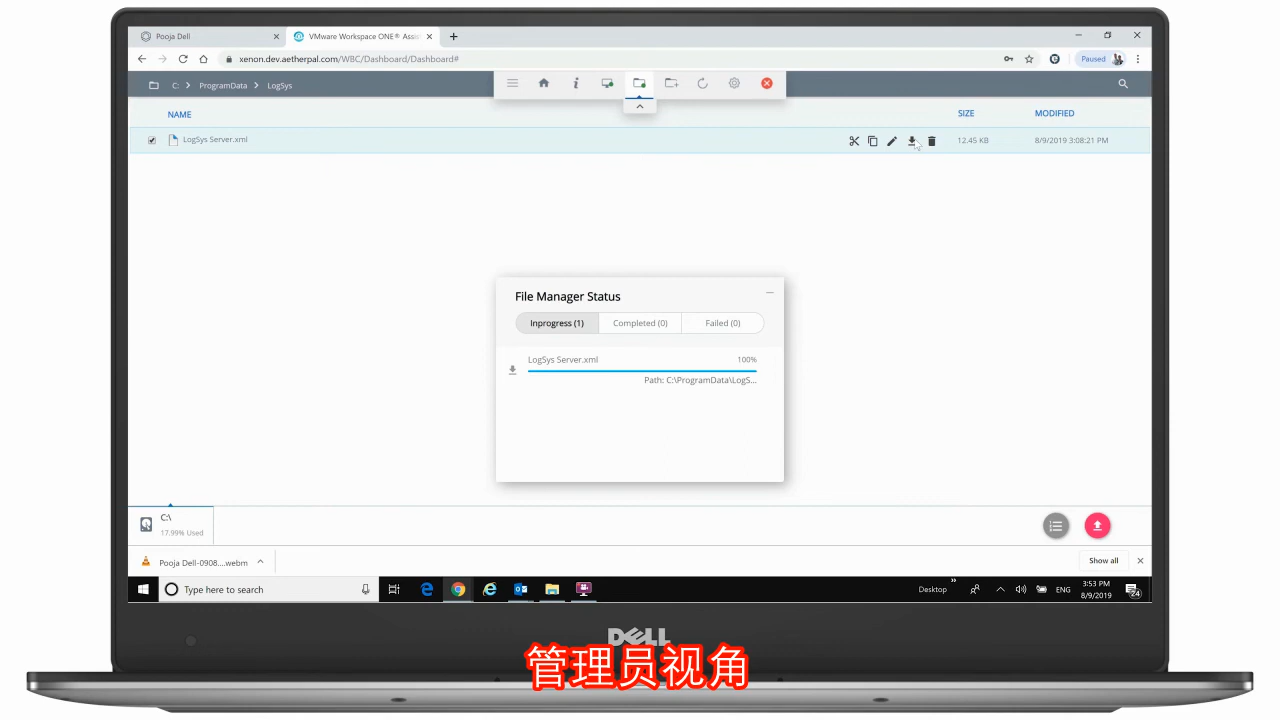 Pooja Dell
VMware Workspace ONE® Assis
xenon.dev.aetherpal.com/WBC/Dashboard/Dashboard#
Paused
C: > ProgramData > LogSys
NAME
SIZE
MODIFIED
LogSys Server.xml
12.45 KB
8/9/2019 3:08:21 PM
File Manager Status
Inprogress (1)
Completed (0)
Failed (0)
LogSys Server.xml
100%
Path: C:\ProgramData\LogS...
C:\
17.99% Used
Pooja Dell-0908....webm
Show all
Type here to search
Desktop
ENG
3:53 PM
8/9/2019
24
DELL
管理员视角